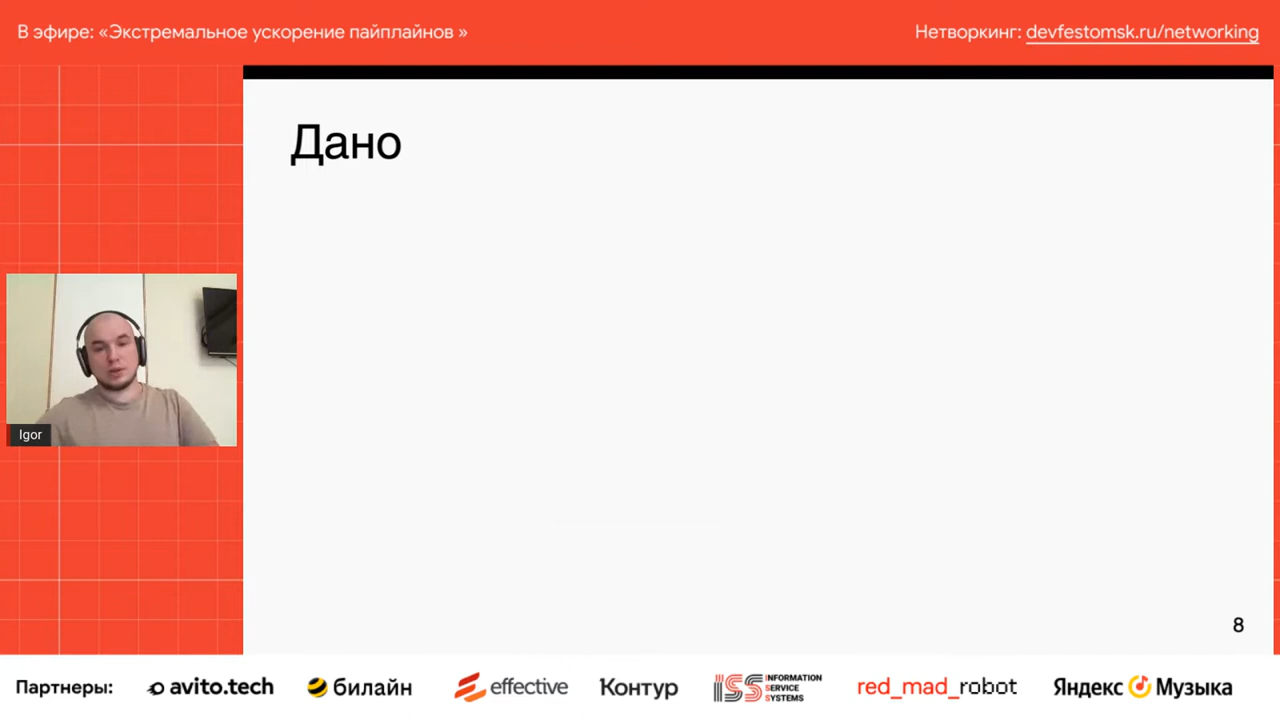 В эфире: «Экстремальное ускорение пайплайнов »
Нетворкинг: devfestomsk.ru/networking
Дано
Igor
8
Партнеры:
avito.tech
билайн
effective
Контур
ISS INFORMATION
SERVICE
SYSTEMS
red_mad_robot
Яндекс Музыка